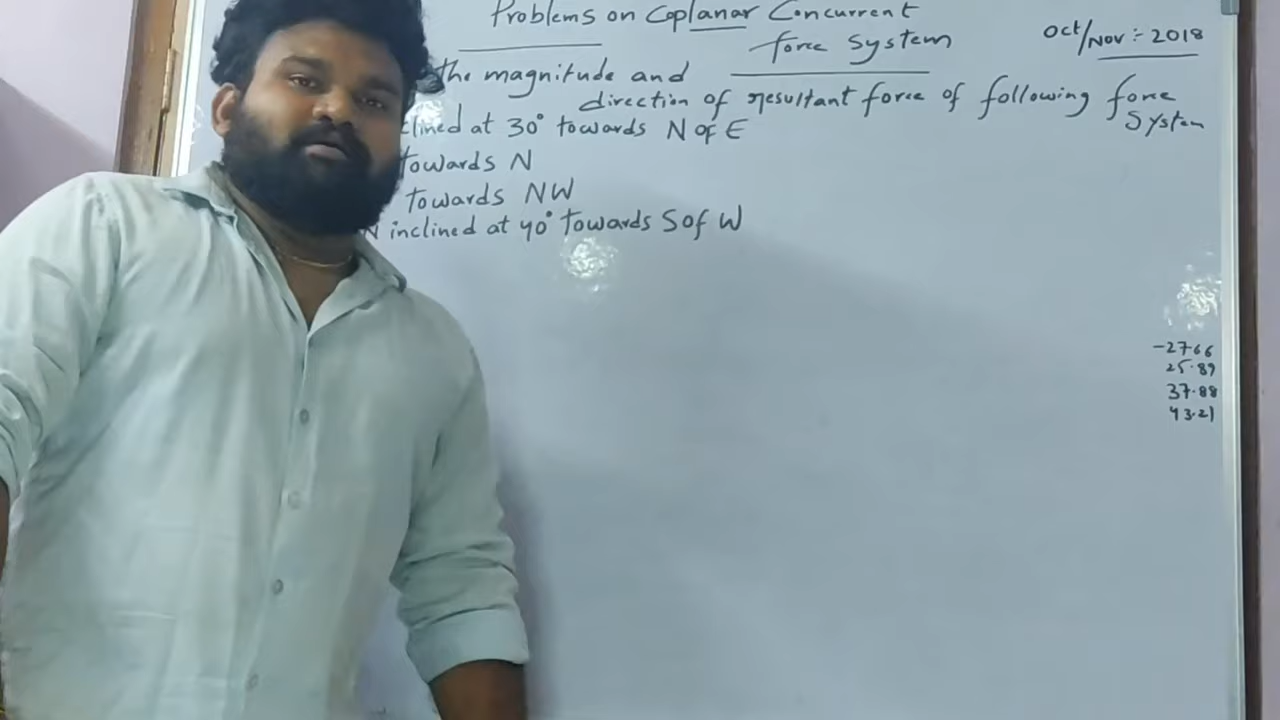 Problems on Coplanar Concurrent
force System
Oct/Nov :- 2018
the magnitude and
direction of resultant force of following force
System
clined at 30° towards N of E
towards N
towards NW
N inclined at 40° towards S of W
-27.66
25.89
37.88
43.21